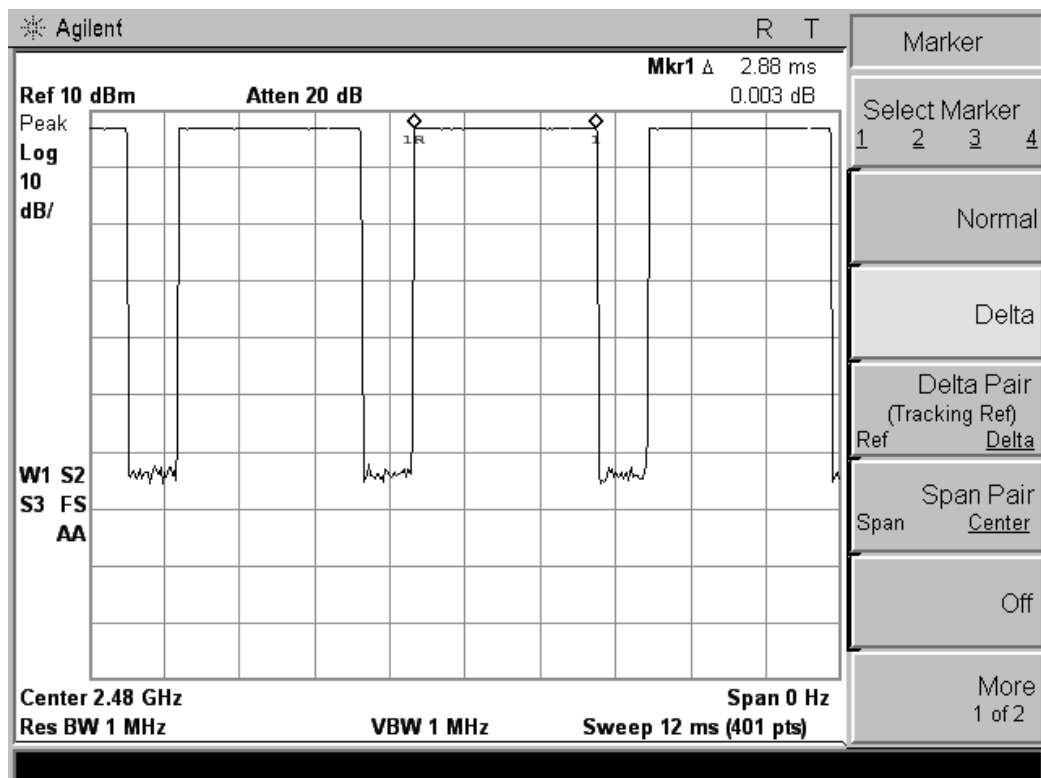 Agilent R T
Mkr1 Δ 2.88 ms
Ref 10 dBm Atten 20 dB 0.003 dB
Peak
Log
10
dB/
1R 1
W1 S2
S3 FS
AA
Center 2.48 GHz Span 0 Hz
Res BW 1 MHz VBW 1 MHz Sweep 12 ms (401 pts)
Marker
Select Marker
1 2 3 4
Normal
Delta
Delta Pair
(Tracking Ref)
Ref Delta
Span Pair
Span Center
Off
More
1 of 2